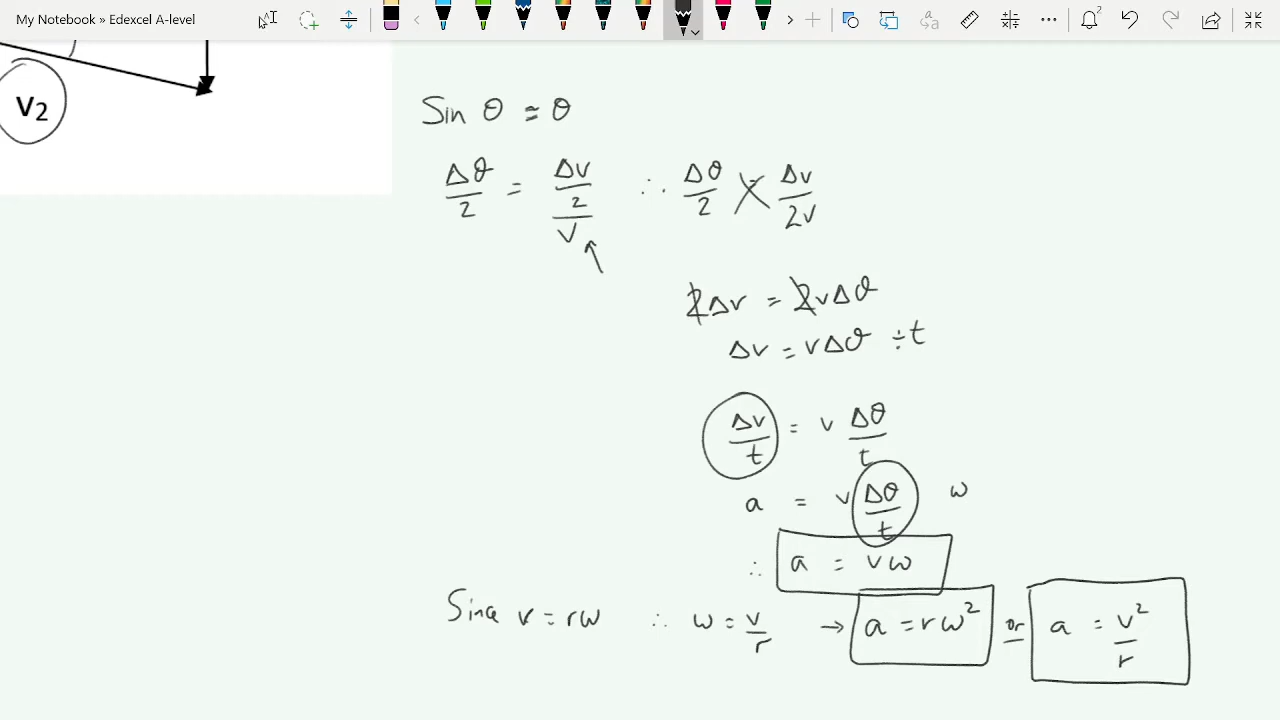 My Notebook » Edexcel A-level
V2
Sin θ ≃ θ
Δθ/2 = (Δv/2)/v ∴ Δθ/2 = Δv/2v
2Δv = 2vΔθ
Δv = vΔθ ÷t
Δv/t = v Δθ/t
a = v Δθ/t ω
∴ a = vω
Since v = rω ∴ ω = v/r → a = rω² or a = v²/r